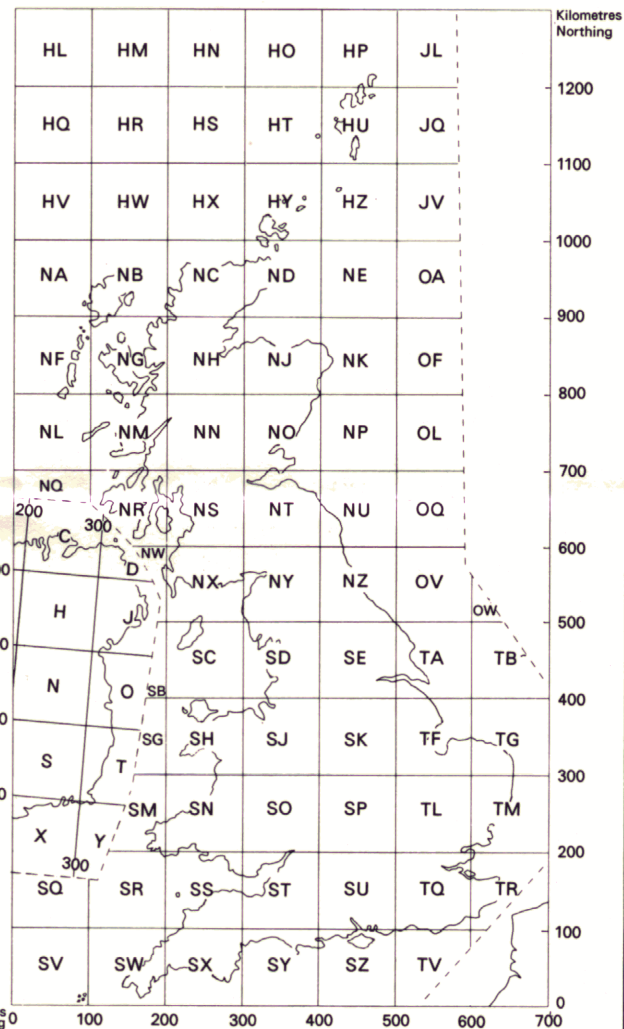 Kilometres
Northing
HL HM HN HO HP JL
1200
HQ HR HS HT HU JQ
1100
HV HW HX HY HZ JV
1000
NA NB NC ND NE OA
900
NF NG NH NJ NK OF
800
NL NM NN NO NP OL
700
NQ
200 300 NR NS NT NU OQ
C
NW 600
D NX NY NZ OV
H J OW 500
SC SD SE TA TB
N O SB 400
SG SH SJ SK TF TG
S T 300
SM SN SO SP TL TM
X Y
300 200
SQ SR SS ST SU TQ TR
100
SV SW SX SY SZ TV
0
0 100 200 300 400 500 600 700